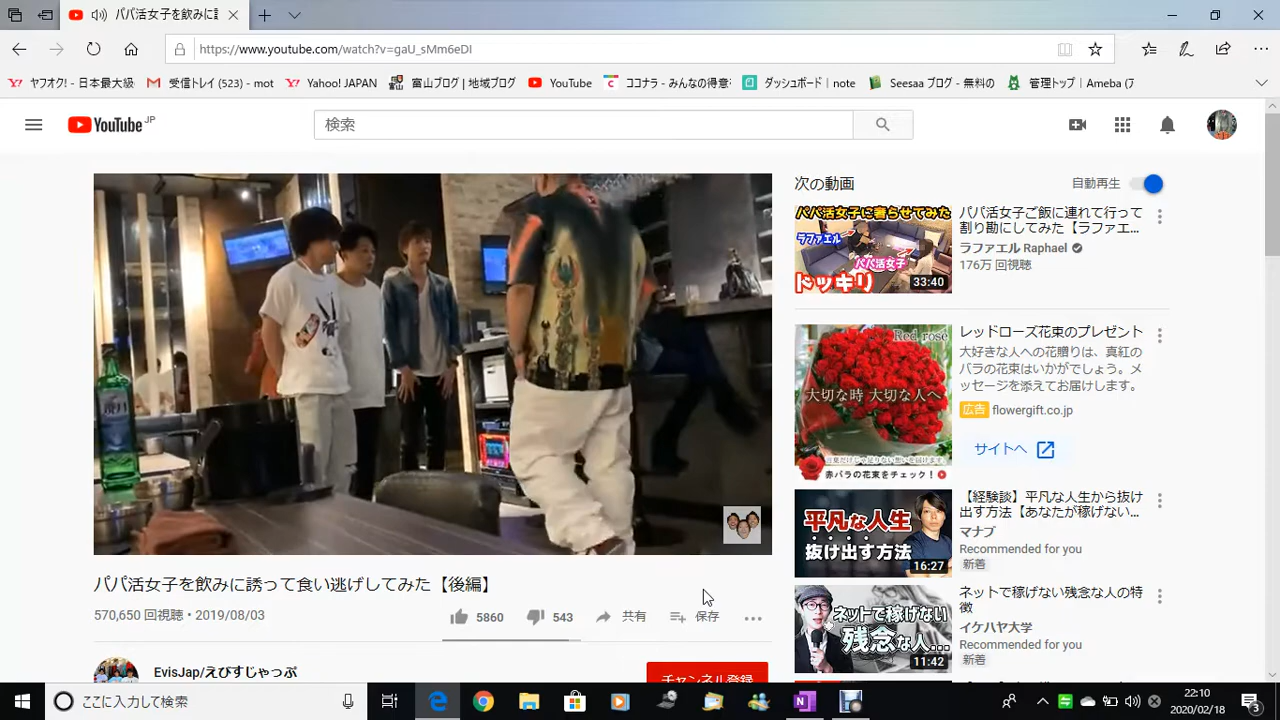 パパ活女子を飲みに誘
https://www.youtube.com/watch?v=gaU_sMm6eDI
ヤフオク! - 日本最大級
受信トレイ (523) - mot
Yahoo! JAPAN
富山ブログ | 地域ブログ
YouTube
ココナラ - みんなの得意
ダッシュボード | note
Seesaa ブログ - 無料の
管理トップ | Ameba (ア
YouTube JP
検索
次の動画
自動再生
パパ活女子に奢らせてみた
ラファエル
パパ活女子
ドッキリ
33:40
パパ活女子ご飯に連れて行って
割り勘にしてみた【ラファエ...
ラファエル Raphael
176万 回視聴
Red rose
大切な時 大切な人へ
赤バラの花束をチェック!
レッドローズ花束のプレゼント
大好きな人への花贈りは、真紅の
バラの花束はいかがでしょう。メ
ッセージを添えてお届けします。
広告 flowergift.co.jp
サイトへ
平凡な人生
抜け出す方法
16:27
【経験談】平凡な人生から抜け
出す方法【あなたが稼げない...
マナブ
Recommended for you
新着
ネットで稼げない
残念な人...
11:42
ネットで稼げない残念な人の特
徴
イケハヤ大学
Recommended for you
新着
パパ活女子を飲みに誘って食い逃げしてみた【後編】
570,650 回視聴・2019/08/03
5860
543
共有
保存
EvisJap/えびすじゃっぷ
チャンネル登録
ここに入力して検索
22:10
2020/02/18
3